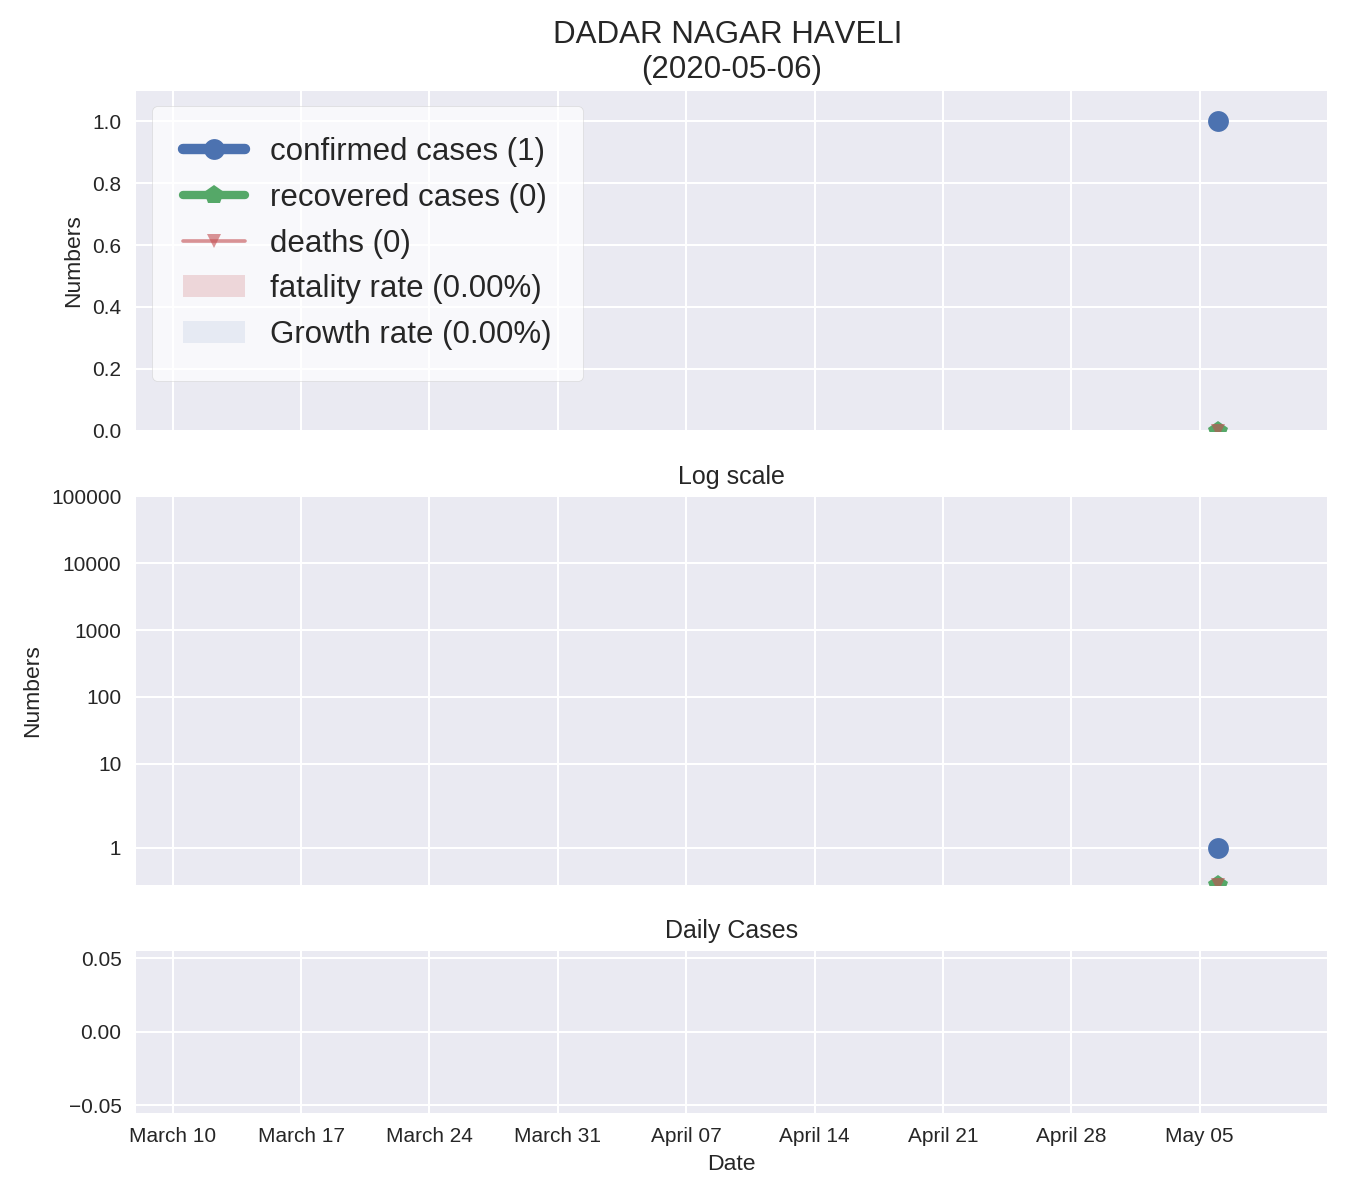 DADAR NAGAR HAVELI
(2020-05-06)
1.0
0.8
0.6
0.4
0.2
0.0
Numbers
confirmed cases (1)
recovered cases (0)
deaths (0)
fatality rate (0.00%)
Growth rate (0.00%)
Log scale
100000
10000
1000
100
10
1
Numbers
Daily Cases
0.05
0.00
−0.05
March 10 March 17 March 24 March 31 April 07 April 14 April 21 April 28 May 05
Date